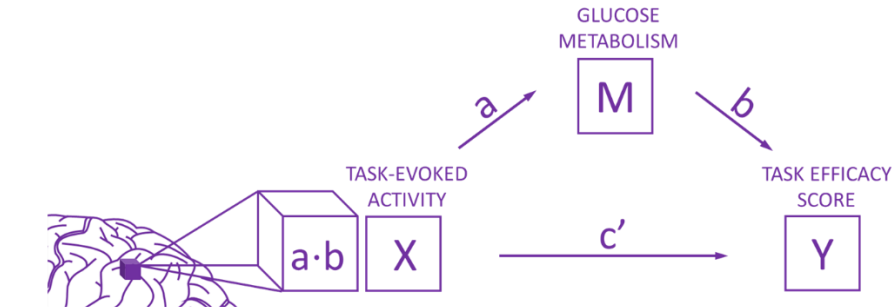 GLUCOSE
METABOLISM
M
a
b
TASK-EVOKED
ACTIVITY
TASK EFFICACY
SCORE
a·b
X
c’
Y